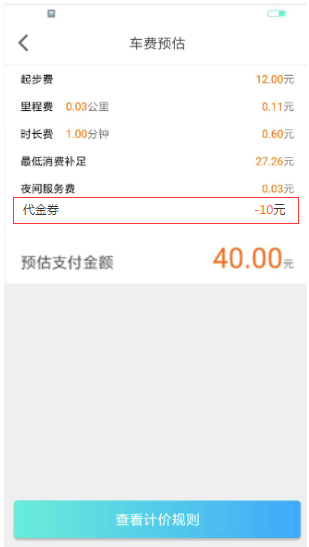 车费预估
起步费 12.00元
里程费 0.03公里 0.11元
时长费 1.00分钟 0.60元
最低消费补足 27.26元
夜间服务费 0.03元
代金券 -10元
预估支付金额 40.00元
查看计价规则